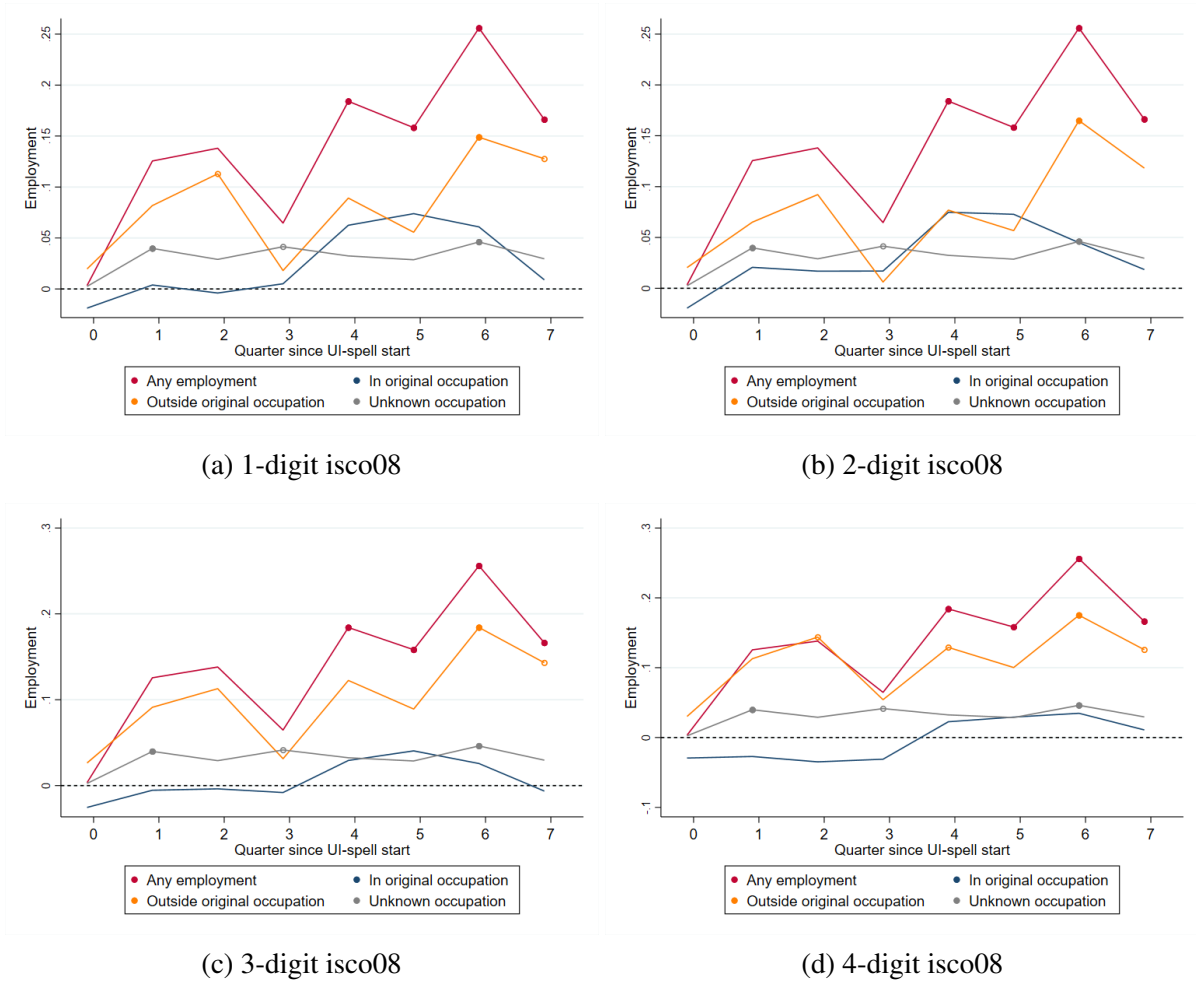 Employment
.25
.2
.15
.1
.05
0
0 1 2 3 4 5 6 7
Quarter since UI-spell start
Any employment In original occupation
Outside original occupation Unknown occupation
(a) 1-digit isco08
Employment
.25
.2
.15
.1
.05
0
0 1 2 3 4 5 6 7
Quarter since UI-spell start
Any employment In original occupation
Outside original occupation Unknown occupation
(b) 2-digit isco08
Employment
.3
.2
.1
0
0 1 2 3 4 5 6 7
Quarter since UI-spell start
Any employment In original occupation
Outside original occupation Unknown occupation
(c) 3-digit isco08
Employment
.3
.2
.1
0
-.1
0 1 2 3 4 5 6 7
Quarter since UI-spell start
Any employment In original occupation
Outside original occupation Unknown occupation
(d) 4-digit isco08